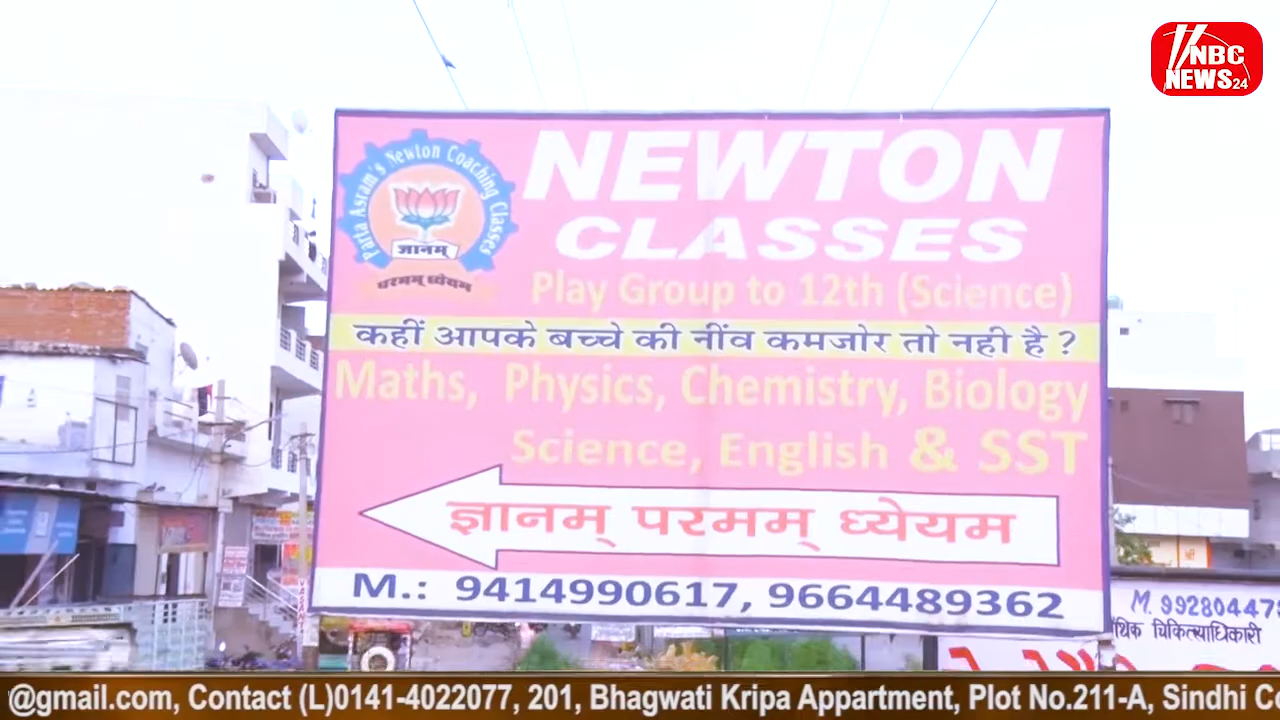 NBC
NEWS24
Parta Asram's Newton Coaching Classes
जानम्
परमम् ध्येयम
NEWTON
CLASSES
Play Group to 12th (Science)
कहीं आपके बच्चे की नींव कमजोर तो नही है ?
Maths, Physics, Chemistry, Biology
Science, English & SST
ज्ञानम् परमम् ध्येयम
M.: 9414990617, 9664489362
M. 99280447
थिक चिकित्साधिकारी
@gmail.com, Contact (L)0141-4022077, 201, Bhagwati Kripa Appartment, Plot No.211-A, Sindhi Co